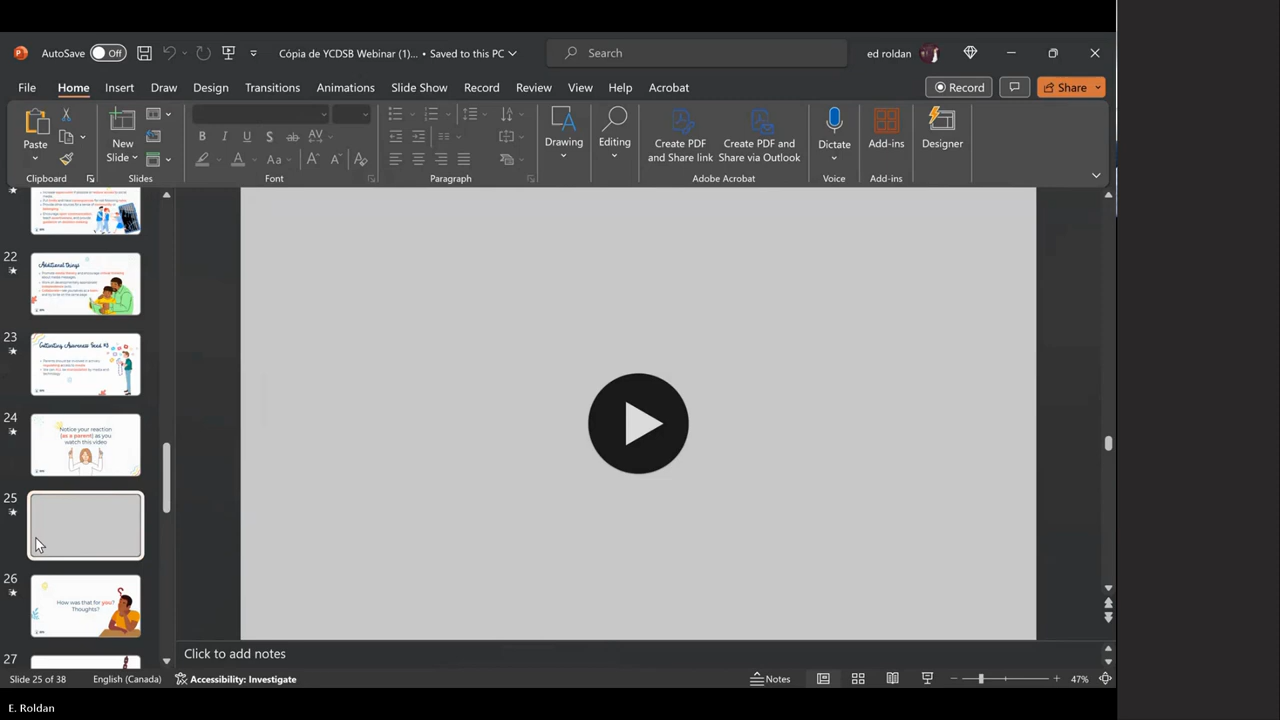 AutoSave Off Cópia de YCDSB Webinar (1)... • Saved to this PC Search ed roldan
File Home Insert Draw Design Transitions Animations Slide Show Record Review View Help Acrobat Record Share
Paste New Slide Drawing Editing Create PDF and Share link Create PDF and Share via Outlook Dictate Add-ins Designer
Clipboard Slides Font Paragraph Adobe Acrobat Voice Add-ins
22
Additional things
23
Cultivating Awareness
24
Notice your reaction
(as a parent) as you
watch this video
25
26
How was that for you?
Thoughts?
27
Click to add notes
Slide 25 of 38 English (Canada) Accessibility: Investigate Notes 47%
E. Roldan